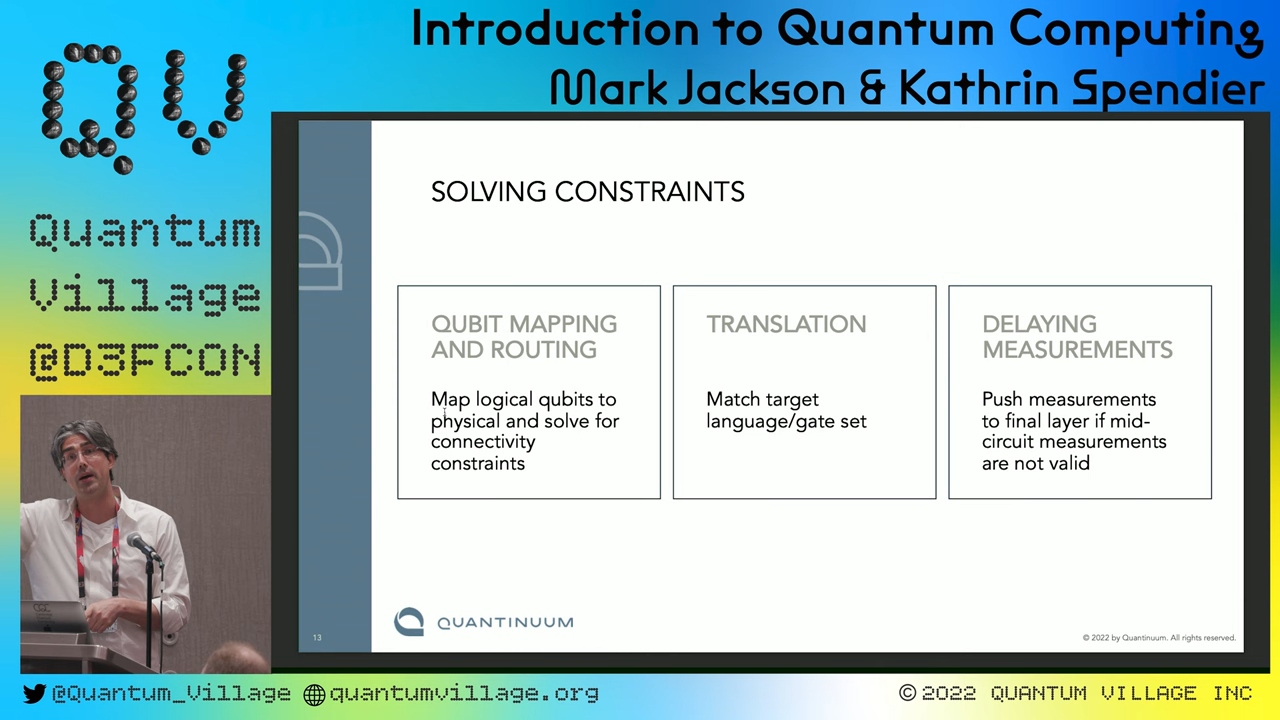 Introduction to Quantum Computing
Mark Jackson & Kathrin Spendier
QV
Quantum
Village
@D3FCON
SOLVING CONSTRAINTS
QUBIT MAPPING
AND ROUTING
Map logical qubits to
physical and solve for
connectivity
constraints
TRANSLATION
Match target
language/gate set
DELAYING
MEASUREMENTS
Push measurements
to final layer if mid-
circuit measurements
are not valid
QUANTINUUM
13
© 2022 by Quantinuum. All rights reserved.
@Quantum_Village
quantumvillage.org
© 2022 QUANTUM VILLAGE INC